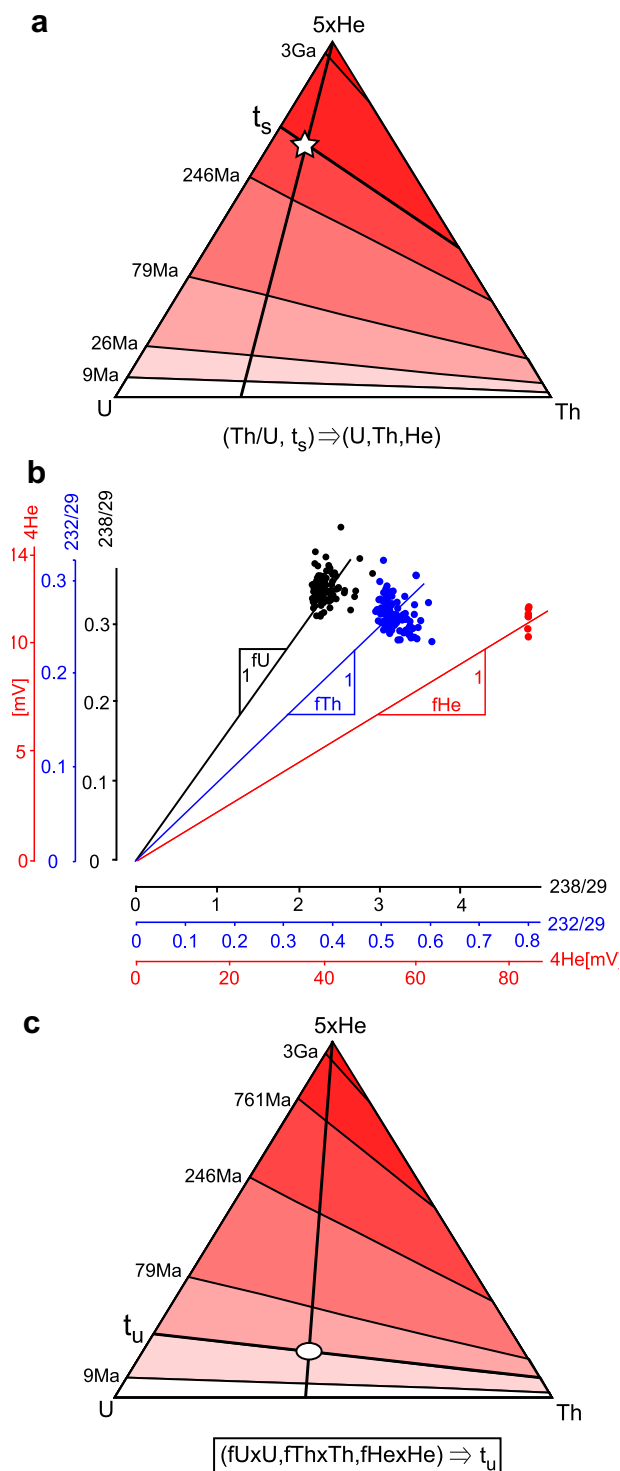 a
5xHe
3Ga
ts
246Ma
79Ma
26Ma
9Ma
U
Th
(Th/U, ts)⇒(U,Th,He)
b
4He
232/29
238/29
14
10
5
0
[mV]
0.3
0.2
0.1
0
0.3
0.2
0.1
0
fU
1
fTh
1
fHe
1
0 1 2 3 4 238/29
0 0.1 0.2 0.3 0.4 0.5 0.6 0.7 0.8 232/29
0 20 40 60 80 4He[mV]
c
5xHe
3Ga
761Ma
246Ma
79Ma
tu
9Ma
U
Th
(fUxU,fThxTh,fHexHe) ⇒ tu